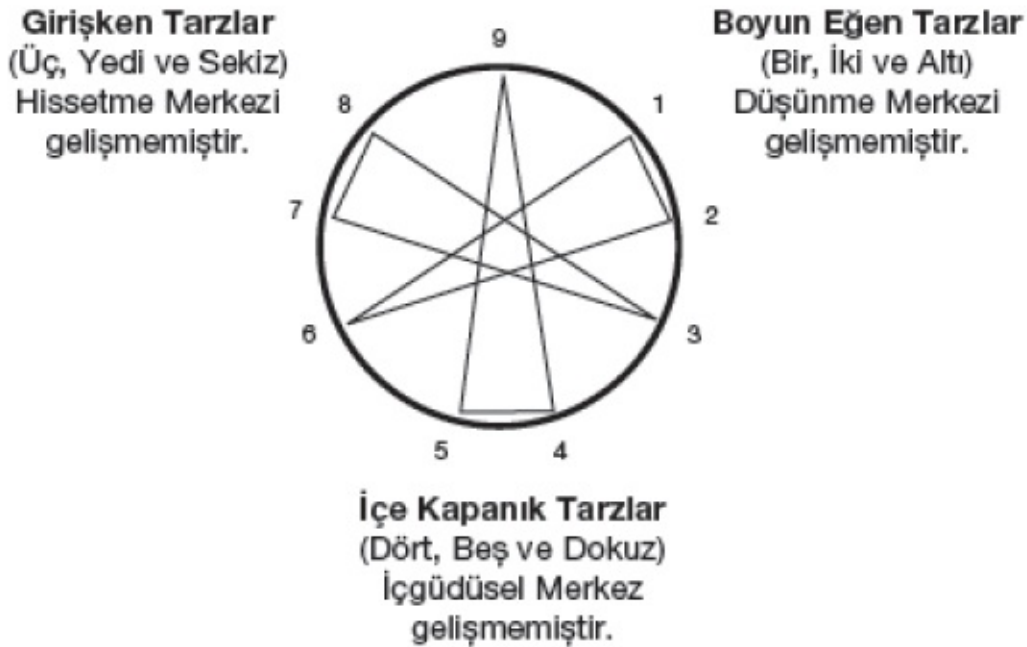 Girişken Tarzlar
(Üç, Yedi ve Sekiz)
Hissetme Merkezi
gelişmemiştir.
Boyun Eğen Tarzlar
(Bir, İki ve Altı)
Düşünme Merkezi
gelişmemiştir.
9
8
1
7
2
6
3
5
4
İçe Kapanık Tarzlar
(Dört, Beş ve Dokuz)
İçgüdüsel Merkez
gelişmemiştir.